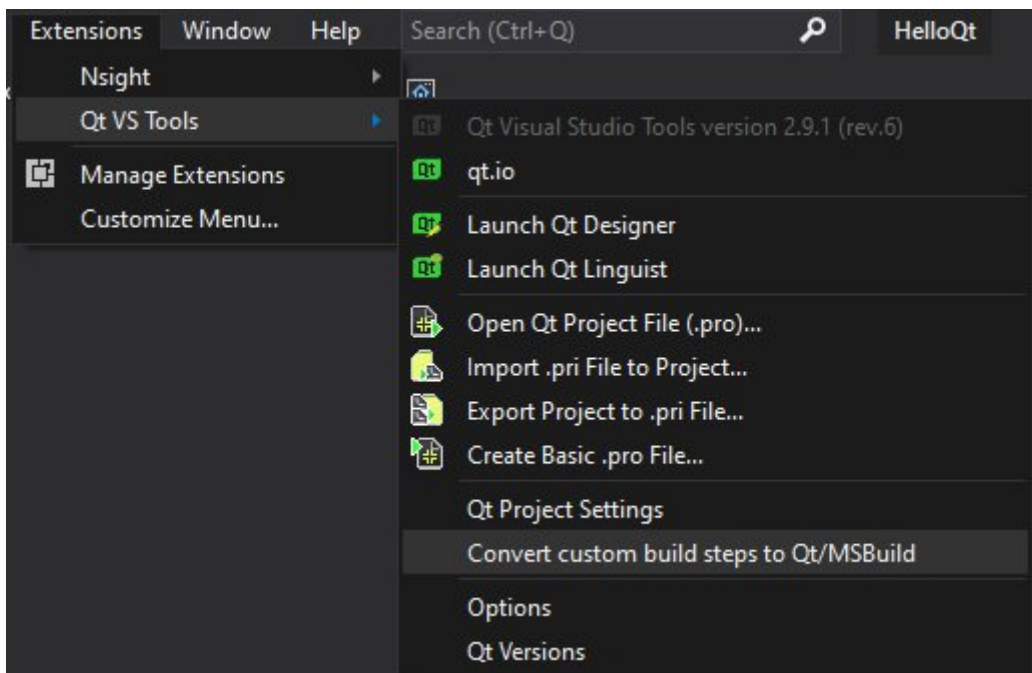 Extensions Window Help Search (Ctrl+Q) HelloQt
Nsight
Qt VS Tools
Manage Extensions
Customize Menu...
Qt Visual Studio Tools version 2.9.1 (rev.6)
qt.io
Launch Qt Designer
Launch Qt Linguist
Open Qt Project File (.pro)...
Import .pri File to Project...
Export Project to .pri File...
Create Basic .pro File...
Qt Project Settings
Convert custom build steps to Qt/MSBuild
Options
Qt Versions